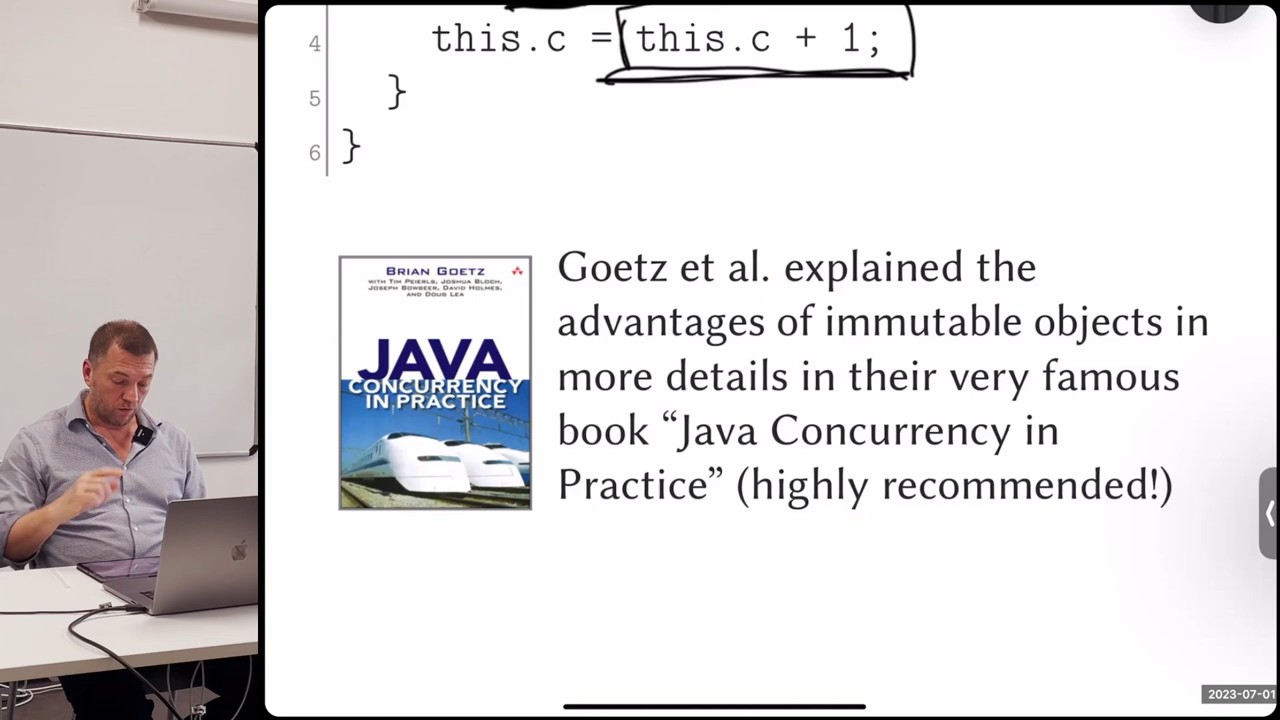 4 this.c = this.c + 1;
5 }
6 }
BRIAN GOETZ
WITH TIM PEIERLS, JOSHUA BLOCH,
JOSEPH BOWBEER, DAVID HOLMES,
AND DOUG LEA
JAVA
CONCURRENCY
IN PRACTICE
Goetz et al. explained the
advantages of immutable objects in
more details in their very famous
book “Java Concurrency in
Practice” (highly recommended!)
2023-07-01